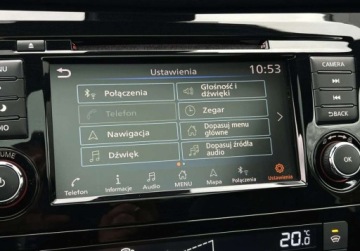 Ustawienia 10:53
Połączenia
Głośność i dźwięki
Telefon
Zegar
Nawigacja
Dopasuj menu główne
Dźwięk
Dopasuj źródła audio
Telefon Informacje Audio MENU Mapa Połączenia Ustawienia
CAMERA
BACK
OK
VOLUME
20.°C